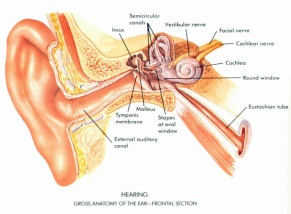 Semicircular
canals
Vestibular nerve
Incus
Facial nerve
Cochlear nerve
Cochlea
Round window
Eustachian tube
Malleus
Tympanic
membrane
Stapes
at oval
window
External auditory
canal
HEARING
GROSS ANATOMY OF THE EAR—FRONTAL SECTION